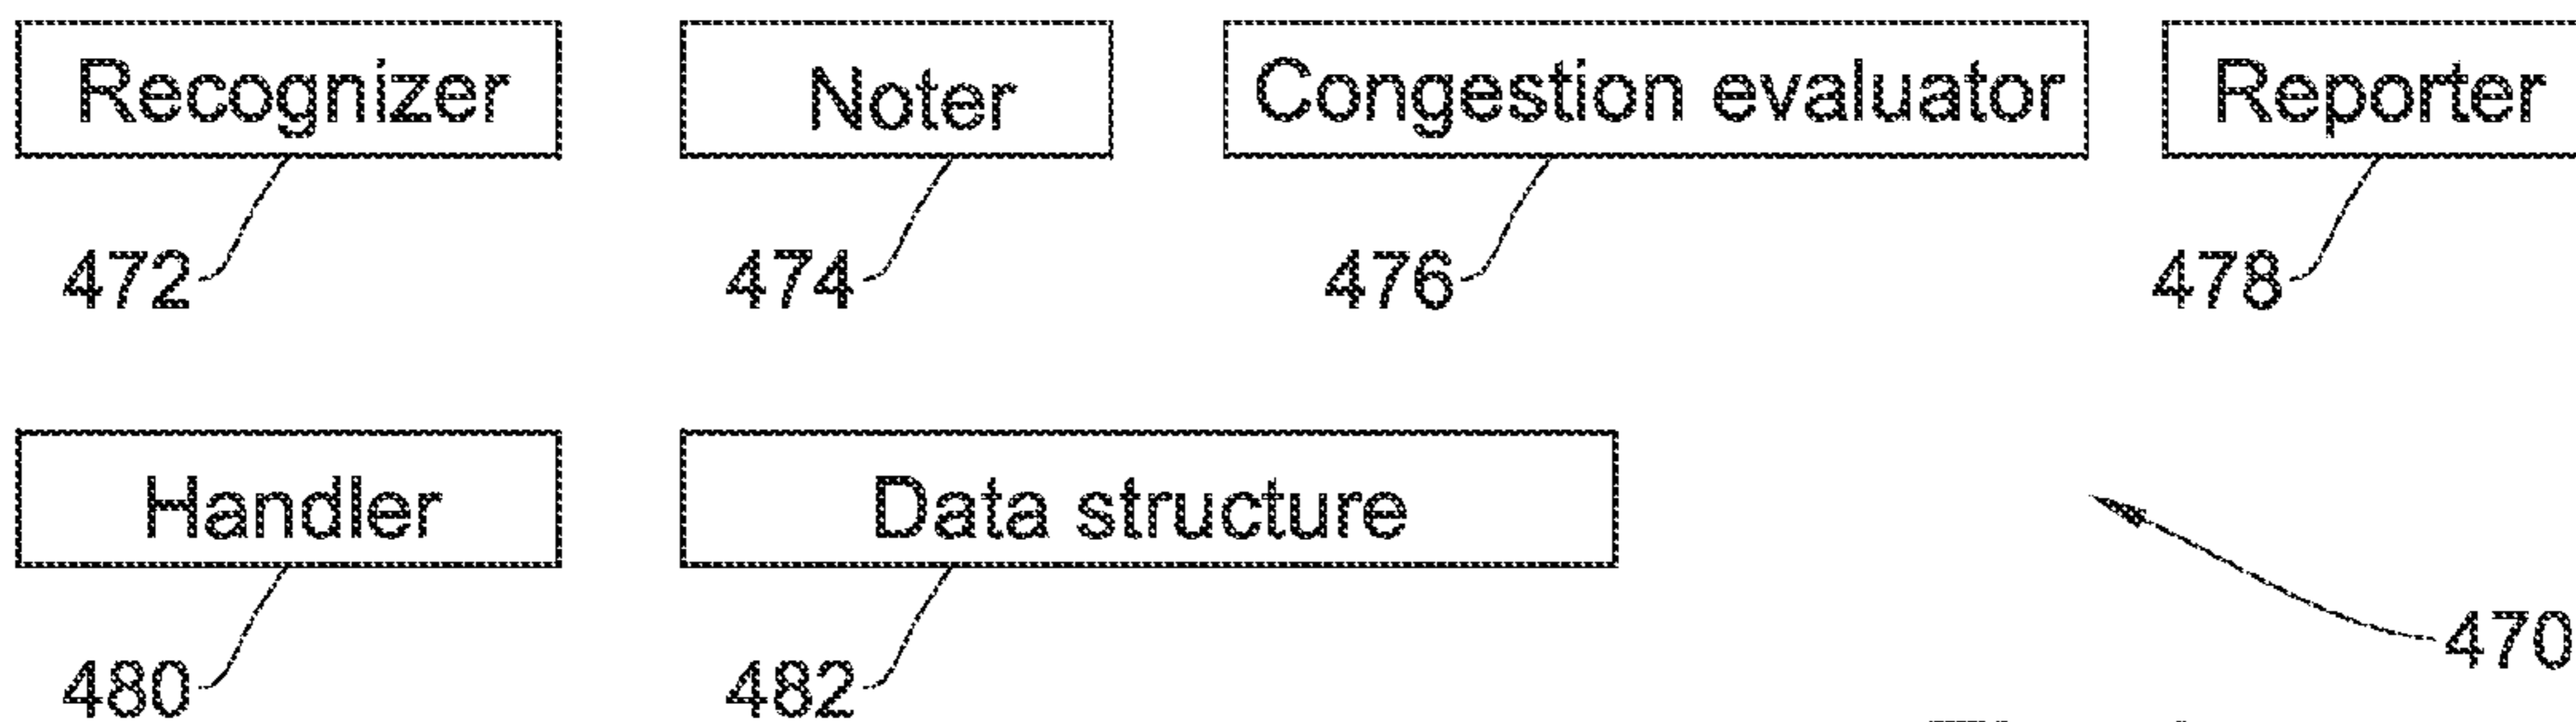 Recognizer Noter Congestion evaluator Reporter
472 474 476 478
Handler Data structure
470
480 482